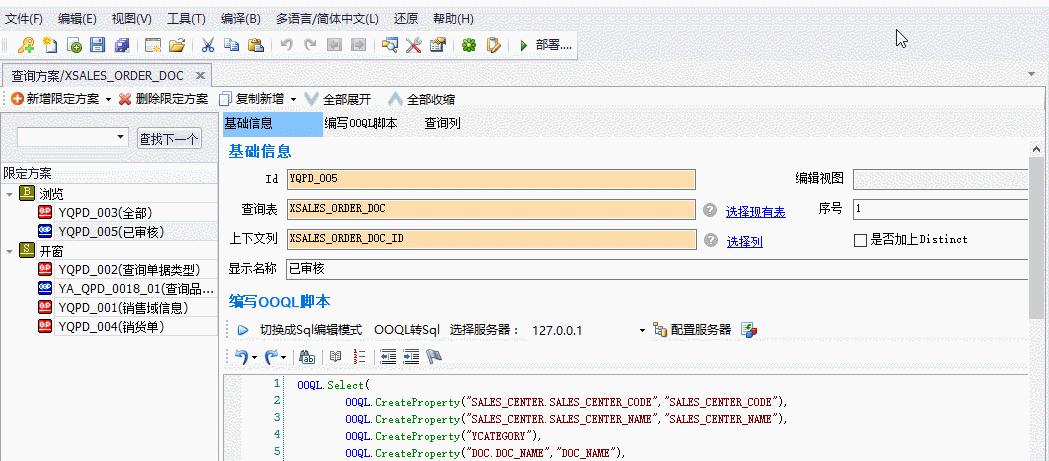 文件(F) 编辑(E) 视图(V) 工具(T) 编译(B) 多语言/简体中文(L) 还原 帮助(H)
部署....
查询方案/XSALES_ORDER_DOC
新增限定方案 删除限定方案 复制新增 全部展开 全部收缩
查找下一个
限定方案
浏览
YQPD_003(全部)
YQPD_005(已审核)
开窗
YQPD_002(查询单据类型)
YA_QPD_0018_01(查询品...
YQPD_001(销售域信息)
YQPD_004(销货单)
基础信息 编写OOQL脚本 查询列
基础信息
Id YQPD_005 编辑视图
查询表 XSALES_ORDER_DOC 选择现有表 序号 1
上下文列 XSALES_ORDER_DOC_ID 选择列 是否加上Distinct
显示名称 已审核
编写OOQL脚本
切换成Sql编辑模式 OOQL转Sql 选择服务器: 127.0.0.1 配置服务器
1 OOQL.Select(
2 OOQL.CreateProperty("SALES_CENTER.SALES_CENTER_CODE","SALES_CENTER_CODE"),
3 OOQL.CreateProperty("SALES_CENTER.SALES_CENTER_NAME","SALES_CENTER_NAME"),
4 OOQL.CreateProperty("YCATEGORY"),
5 OOQL.CreateProperty("DOC.DOC_NAME","DOC_NAME"),